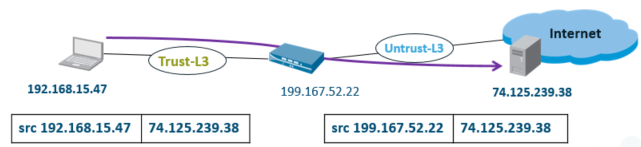 Internet
Trust-L3
Untrust-L3
192.168.15.47
199.167.52.22
74.125.239.38
src 192.168.15.47 74.125.239.38
src 199.167.52.22 74.125.239.38